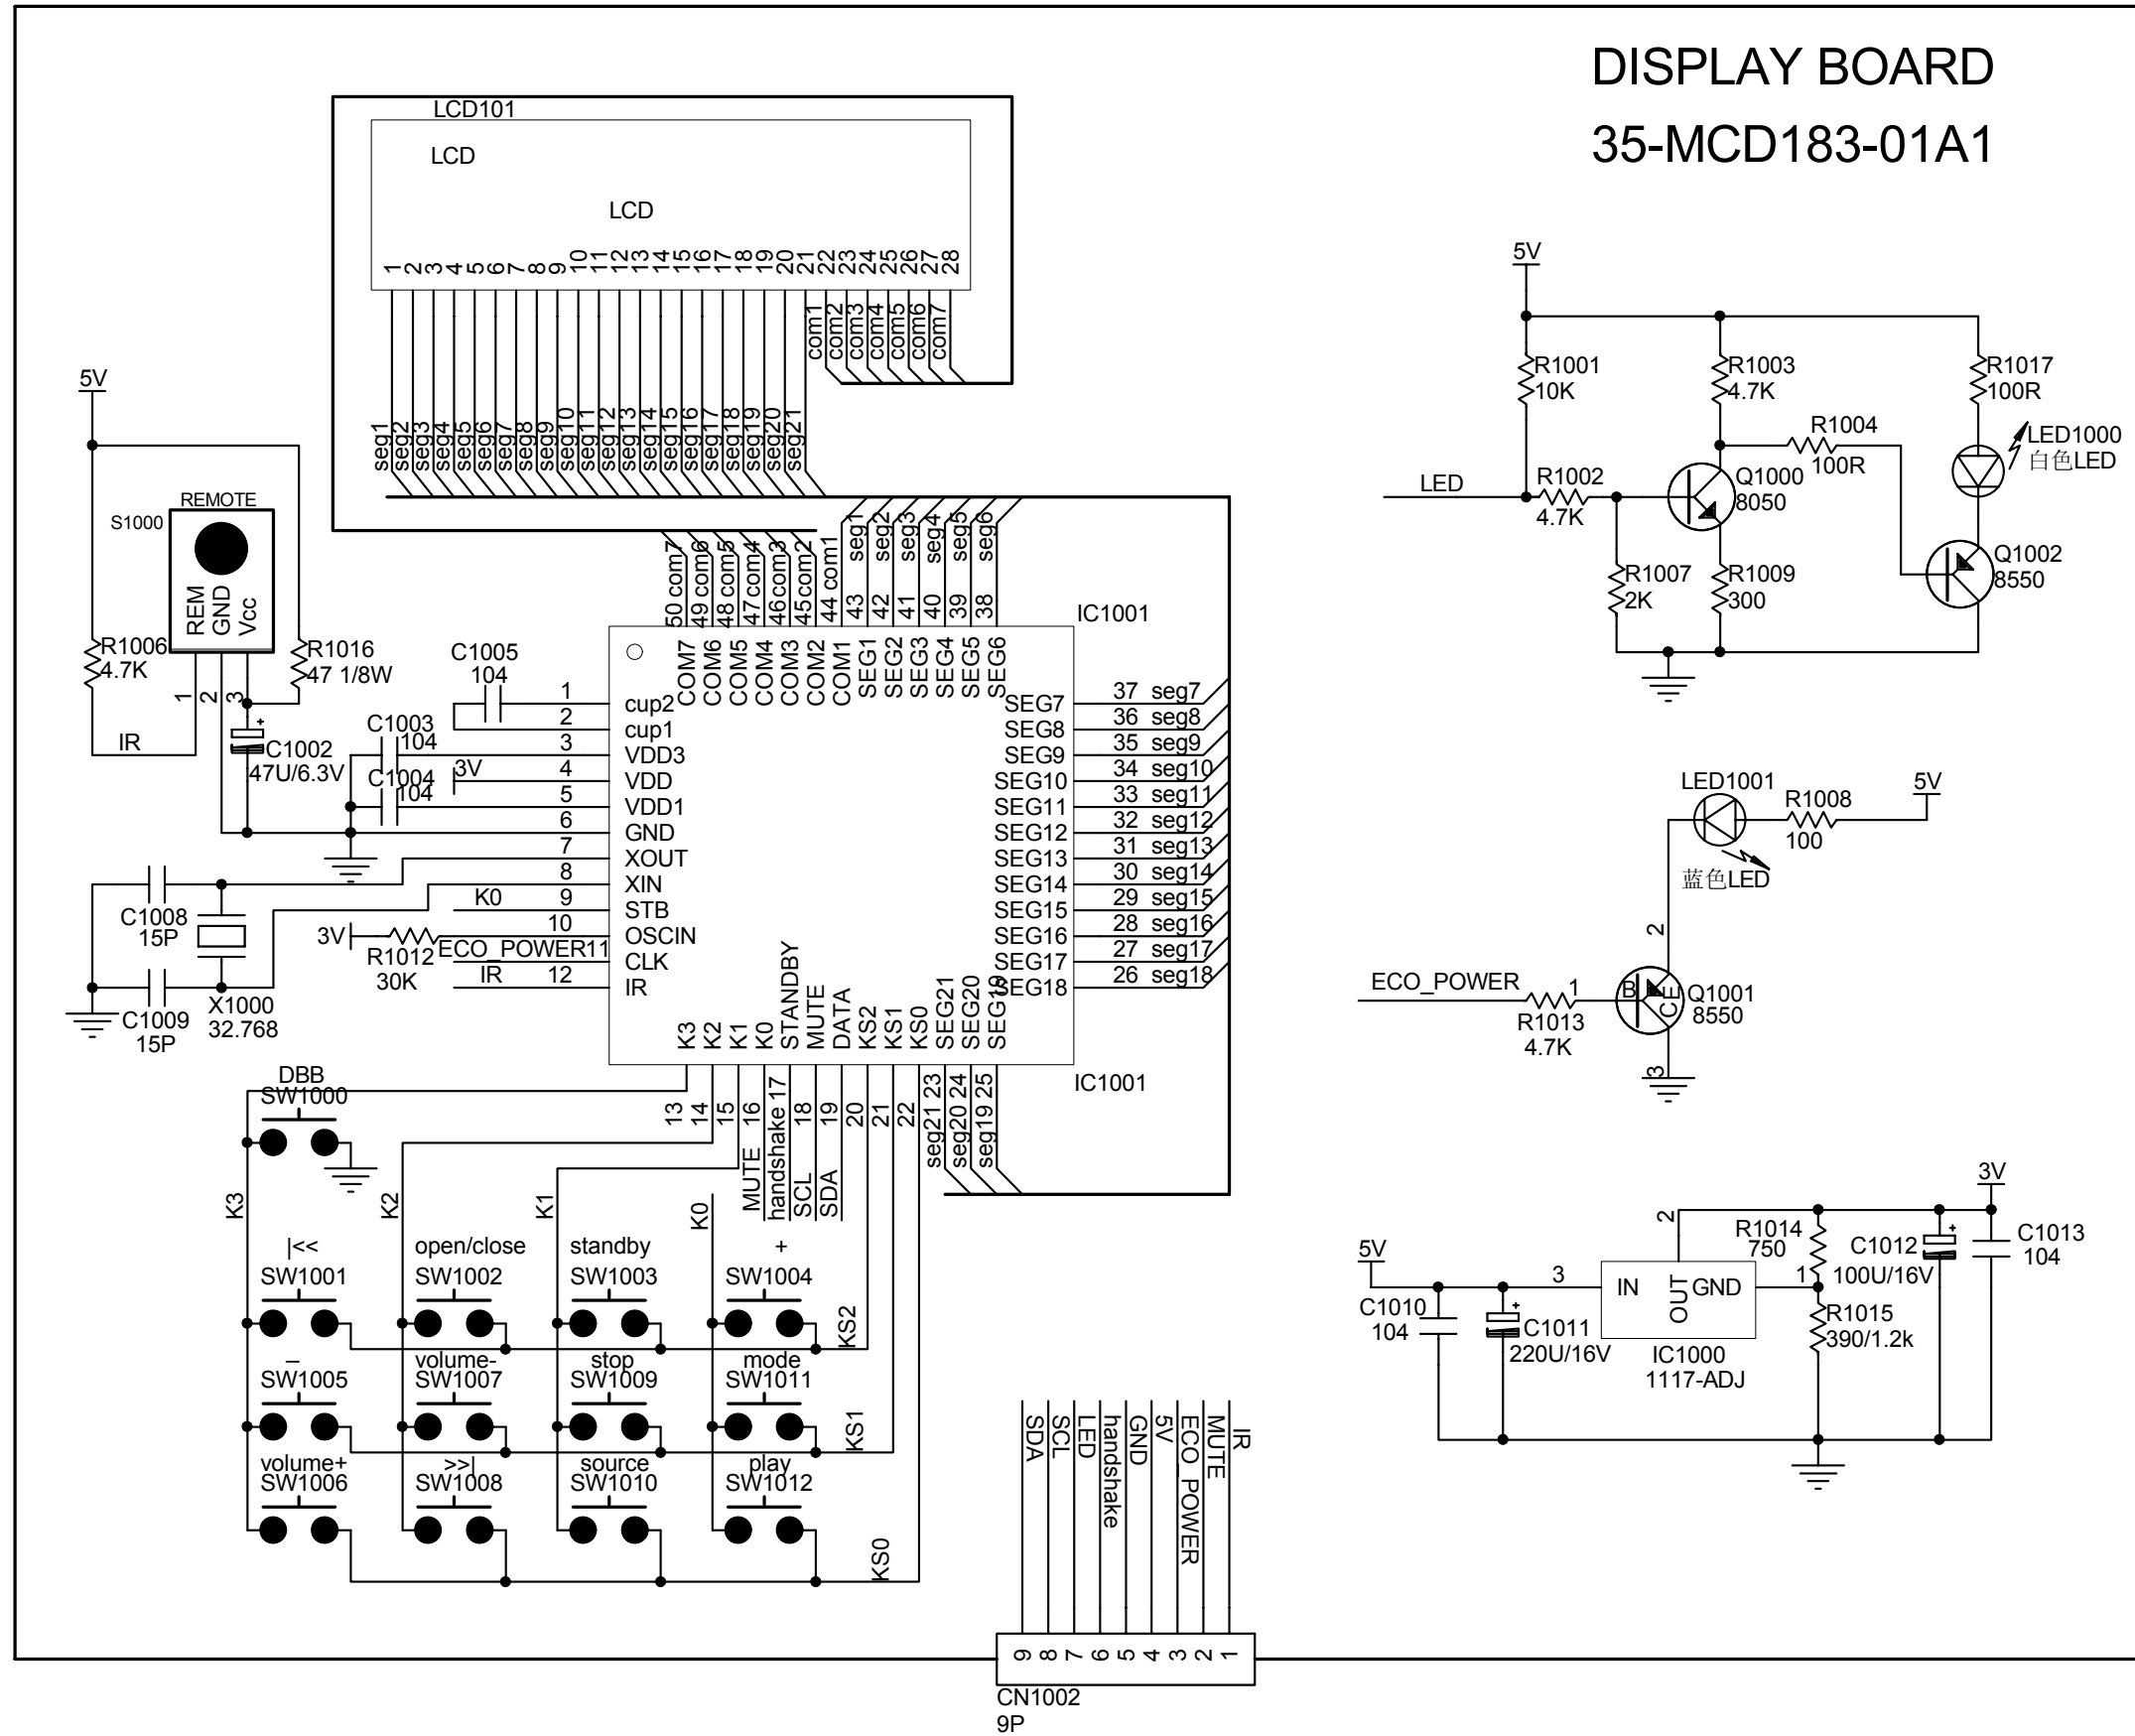 DISPLAY BOARD
35-MCD183-01A1
LCD101
LCD
LCD
1 2 3 4 5 6 7 8 9 10 11 12 13 14 15 16 17 18 19 20 21 22 23 24 25 26 27 28
com1 com2 com3 com4 com5 com6 com7
seg1 seg2 seg3 seg4 seg5 seg6 seg7 seg8 seg9 seg10 seg11 seg12 seg13 seg14 seg15 seg16 seg17 seg18 seg19 seg20 seg21
5V
REMOTE
S1000
REM
GND
Vcc
1 2 3
R1006
4.7K
R1016
47 1/8W
IR
+
C1002
47U/6.3V
C1005
104
C1003
104
C1004
104
3V
50 com7
49 com6
48 com5
47 com4
46 com3
45 com2
44 com1
43 seg1
42 seg2
41 seg3
40 seg4
39 seg5
38 seg6
IC1001
COM7 COM6 COM5 COM4 COM3 COM2 COM1 SEG1 SEG2 SEG3 SEG4 SEG5 SEG6
1 cup2
2 cup1
3 VDD3
4 VDD
5 VDD1
6 GND
7 XOUT
8 XIN
K0 9 STB
10 OSCIN
ECO_POWER11 CLK
IR 12 IR
SEG7 37 seg7
SEG8 36 seg8
SEG9 35 seg9
SEG10 34 seg10
SEG11 33 seg11
SEG12 32 seg12
SEG13 31 seg13
SEG14 30 seg14
SEG15 29 seg15
SEG16 28 seg16
SEG17 27 seg17
SEG18 26 seg18
K3 K2 K1 K0 STANDBY MUTE DATA KS2 KS1 KS0 SEG21 SEG20 SEG19
IC1001
13
14
15
16
MUTE
handshake 17
SCL 18
SDA 19
20
21
22
seg21 23
seg20 24
seg19 25
C1008
15P
C1009
15P
X1000
32.768
3V
R1012
30K
DBB
SW1000
K3
K2
K1
K0
|<<
SW1001
open/close
SW1002
standby
SW1003
+
SW1004
KS2
–
SW1005
volume-
SW1007
stop
SW1009
mode
SW1011
KS1
volume+
SW1006
>>|
SW1008
source
SW1010
play
SW1012
KS0
SDA
SCL
LED
handshake
GND
5V
ECO_POWER
MUTE
IR
9 8 7 6 5 4 3 2 1
CN1002
9P
5V
R1001
10K
R1003
4.7K
R1017
100R
R1004
100R
LED1000
白色LED
LED
R1002
4.7K
Q1000
8050
R1007
2K
R1009
300
Q1002
8550
LED1001
R1008
100
5V
蓝色LED
2
ECO_POWER
1
R1013
4.7K
B
C E
Q1001
8550
3
3V
5V
3
IN
OUT
GND
2
1
R1014
750
C1012
100U/16V
+
C1013
104
C1010
104
+
C1011
220U/16V
IC1000
1117-ADJ
R1015
390/1.2k